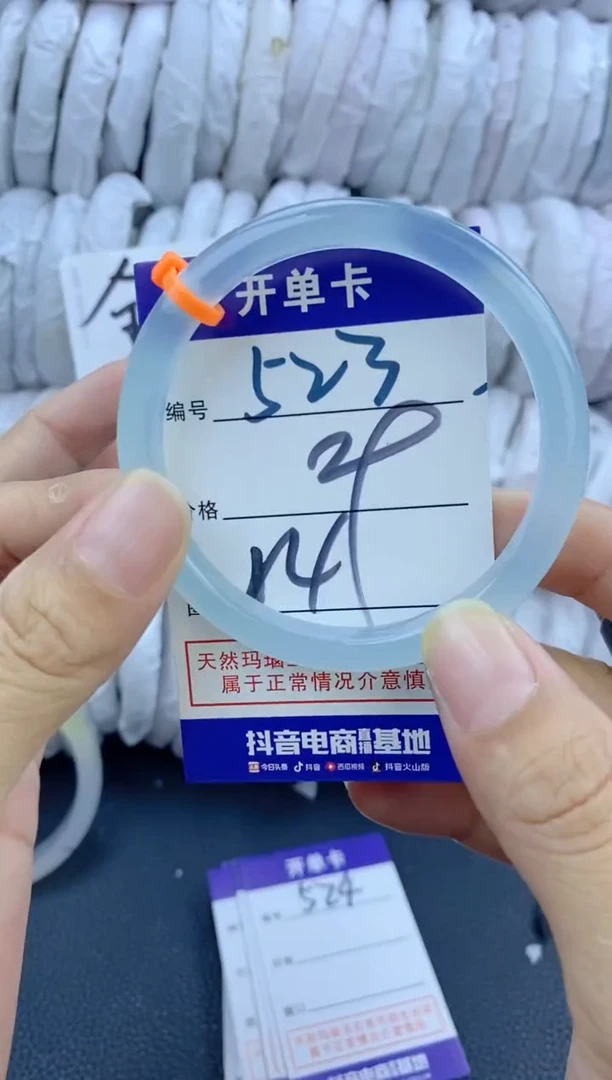 开单卡
编号 523
格 29
14
天然玛瑙
属于正常情况介意慎
抖音电商直播基地
今日头条 抖音 西瓜视频 抖音火山版
开单卡
524